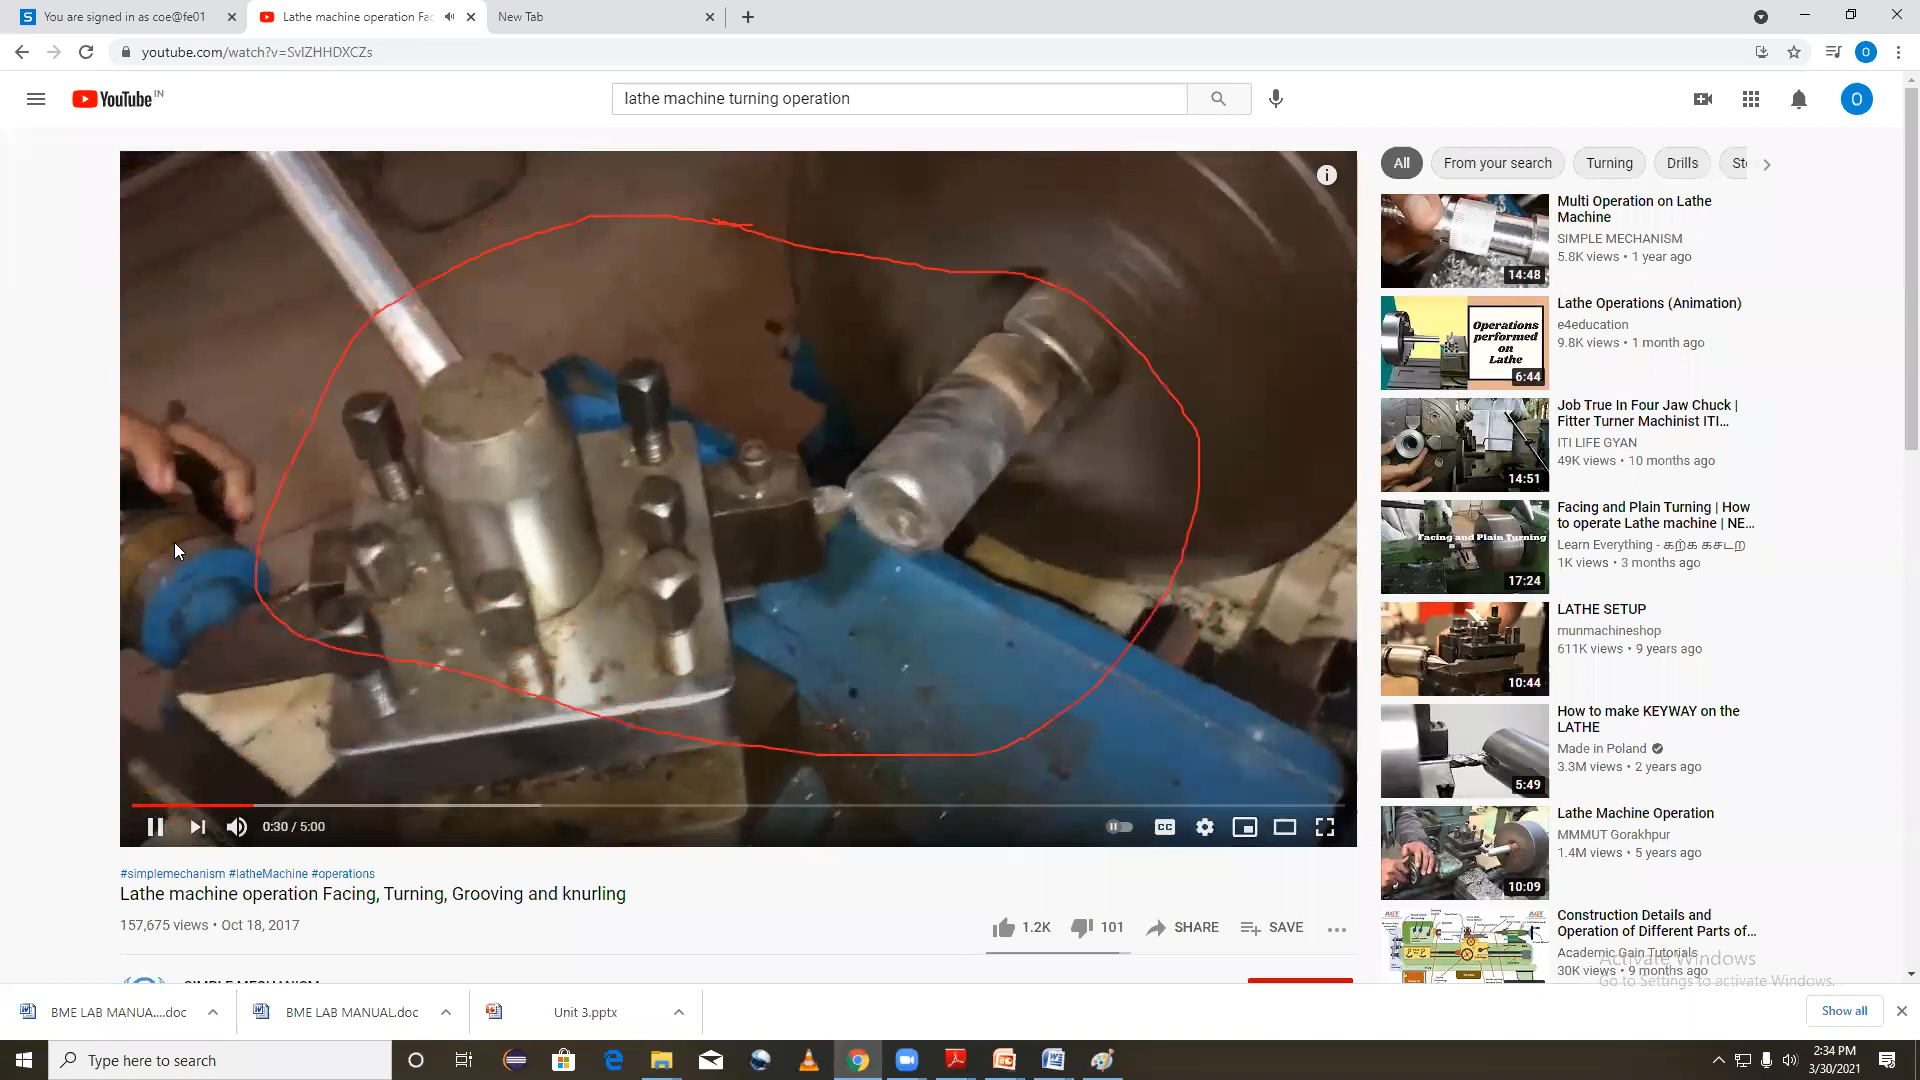 You are signed in as coe@fe01
Lathe machine operation Fac
New Tab
youtube.com/watch?v=SvlZHHDXCZs
YouTube IN
lathe machine turning operation
All
From your search
Turning
Drills
Multi Operation on Lathe
Machine
SIMPLE MECHANISM
5.8K views • 1 year ago
14:48
Lathe Operations (Animation)
e4education
9.8K views • 1 month ago
Operations
performed
on
Lathe
6:44
Job True In Four Jaw Chuck |
Fitter Turner Machinist ITI...
ITI LIFE GYAN
49K views • 10 months ago
14:51
Facing and Plain Turning | How
to operate Lathe machine | NE...
Learn Everything - கற்க கசடற
1K views • 3 months ago
Facing and Plain Turning
17:24
LATHE SETUP
munmachineshop
611K views • 9 years ago
10:44
How to make KEYWAY on the
LATHE
Made in Poland
3.3M views • 2 years ago
5:49
Lathe Machine Operation
MMMUT Gorakhpur
1.4M views • 5 years ago
10:09
Construction Details and
Operation of Different Parts of...
Academic Gain Tutorials
30K views • 9 months ago
AGT
AGT
0:30 / 5:00
CC
#simplemechanism #latheMachine #operations
Lathe machine operation Facing, Turning, Grooving and knurling
157,675 views • Oct 18, 2017
1.2K
101
SHARE
SAVE
SIMPLE MECHANISM
Activate Windows
Go to Settings to activate Windows.
BME LAB MANUA....doc
BME LAB MANUAL.doc
Unit 3.pptx
Show all
Type here to search
2:34 PM
3/30/2021